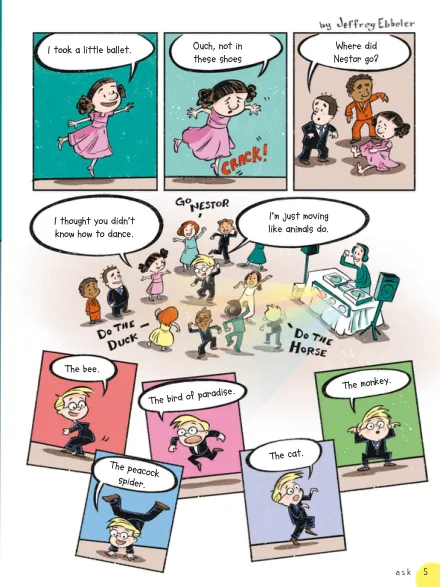 by Jeffrey Ebbeler
I took a little ballet.
Ouch, not in
these shoes
CRACK!
Where did
Nestor go?
GO NESTOR
I thought you didn't
know how to dance.
I'm just moving
like animals do.
DO THE
DUCK
DO THE
HORSE
The bee.
The bird of paradise.
The monkey.
The peacock
spider.
The cat.
ask 5